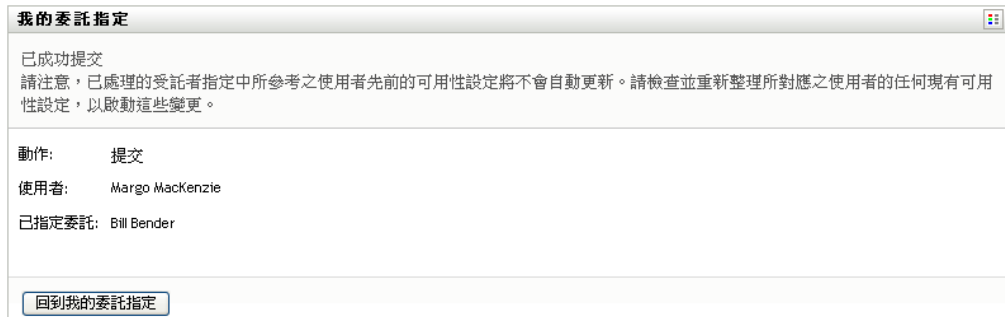 我的委託指定
已成功提交
請注意，已處理的受託者指定中所參考之使用者先前的可用性設定將不會自動更新。請檢查並重新整理所對應之使用者的任何現有可用
性設定，以啟動這些變更。
動作: 提交
使用者: Margo MacKenzie
已指定委託: Bill Bender
回到我的委託指定